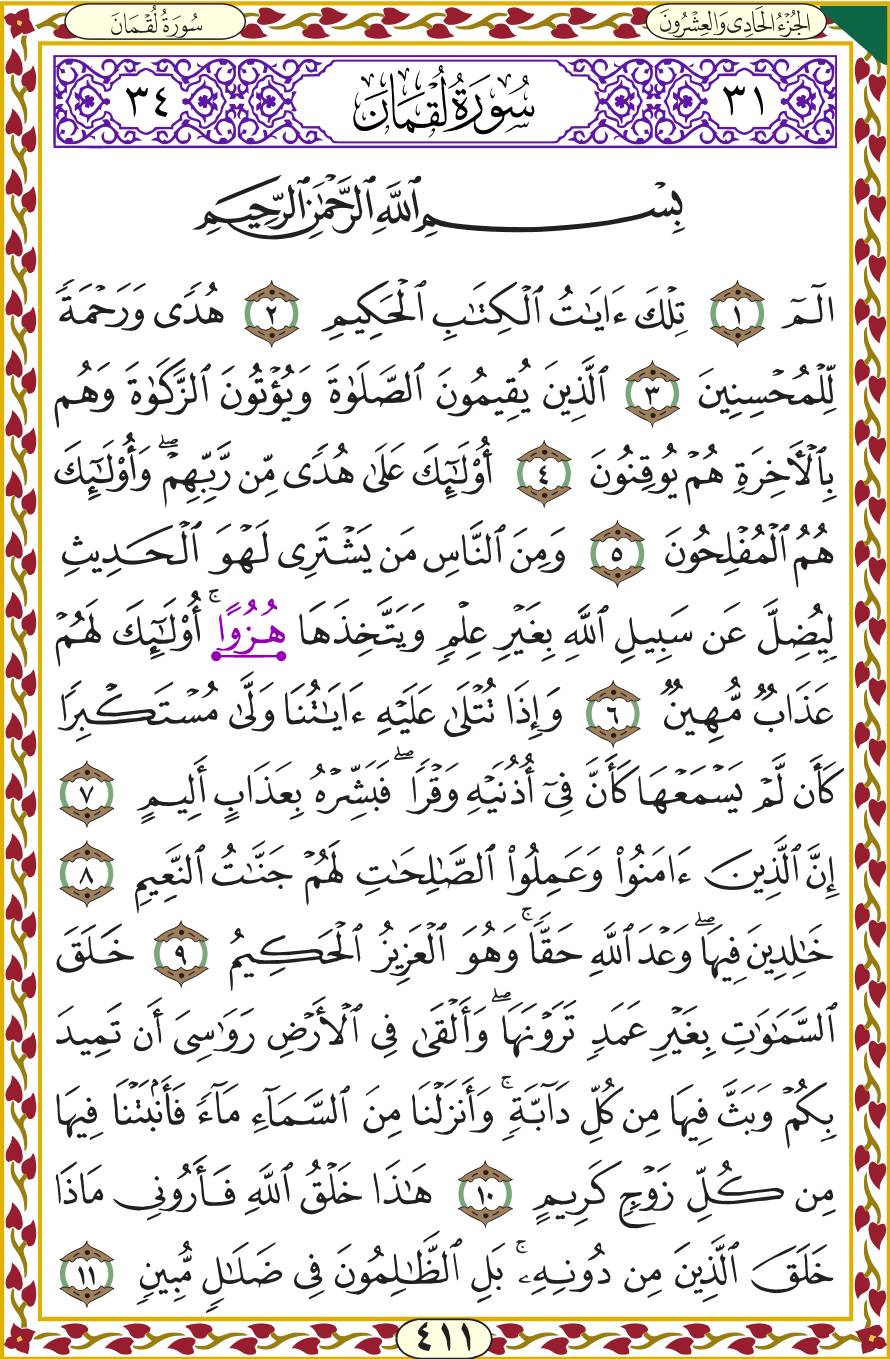 الجُزْءُ الحَادِى وَالعِشْرُونَ
سُورَةُ لُقْمَانَ
٣١ سُورَةُ لُقْمَانَ ٣٤
بِسْمِ ٱللَّهِ ٱلرَّحْمَٰنِ ٱلرَّحِيمِ
الٓمٓ ١ تِلْكَ ءَايَٰتُ ٱلْكِتَٰبِ ٱلْحَكِيمِ ٢ هُدًى وَرَحْمَةً
لِّلْمُحْسِنِينَ ٣ ٱلَّذِينَ يُقِيمُونَ ٱلصَّلَوٰةَ وَيُؤْتُونَ ٱلزَّكَوٰةَ وَهُم
بِٱلْأَخِرَةِ هُمْ يُوقِنُونَ ٤ أُوْلَٰٓئِكَ عَلَىٰ هُدًى مِّن رَّبِّهِمْۖ وَأُوْلَٰٓئِكَ
هُمُ ٱلْمُفْلِحُونَ ٥ وَمِنَ ٱلنَّاسِ مَن يَشْتَرِى لَهْوَ ٱلْحَدِيثِ
لِيُضِلَّ عَن سَبِيلِ ٱللَّهِ بِغَيْرِ عِلْمٍ وَيَتَّخِذَهَا هُزُوًاۚ أُوْلَٰٓئِكَ لَهُمْ
عَذَابٌ مُّهِينٌ ٦ وَإِذَا تُتْلَىٰ عَلَيْهِ ءَايَٰتُنَا وَلَّىٰ مُسْتَكْبِرًا
كَأَن لَّمْ يَسْمَعْهَا كَأَنَّ فِىٓ أُذُنَيْهِ وَقْرًاۖ فَبَشِّرْهُ بِعَذَابٍ أَلِيمٍ ٧
إِنَّ ٱلَّذِينَ ءَامَنُواْ وَعَمِلُواْ ٱلصَّٰلِحَٰتِ لَهُمْ جَنَّٰتُ ٱلنَّعِيمِ ٨
خَٰلِدِينَ فِيهَاۖ وَعْدَ ٱللَّهِ حَقًّاۚ وَهُوَ ٱلْعَزِيزُ ٱلْحَكِيمُ ٩ خَلَقَ
ٱلسَّمَٰوَٰتِ بِغَيْرِ عَمَدٍ تَرَوْنَهَاۖ وَأَلْقَىٰ فِى ٱلْأَرْضِ رَوَٰسِىَ أَن تَمِيدَ
بِكُمْ وَبَثَّ فِيهَا مِن كُلِّ دَآبَّةٍۚ وَأَنزَلْنَا مِنَ ٱلسَّمَآءِ مَآءً فَأَنۢبَتْنَا فِيهَا
مِن كُلِّ زَوْجٍ كَرِيمٍ ١٠ هَٰذَا خَلْقُ ٱللَّهِ فَأَرُونِى مَاذَا
خَلَقَ ٱلَّذِينَ مِن دُونِهِۦۚ بَلِ ٱلظَّٰلِمُونَ فِى ضَلَٰلٍ مُّبِينٍ ١١
٤١١